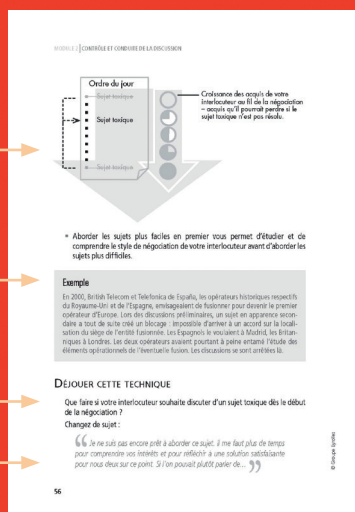 MODULE 2 | CONTRÔLE ET CONDUITE DE LA DISCUSSION
Ordre du jour
Sujet toxique
Sujet toxique
Sujet toxique
Croissance des acquis de votre
interlocuteur au fil de la négociation
– acquis qu'il pourrait perdre si le
sujet toxique n'est pas résolu.
• Aborder les sujets plus faciles en premier vous permet d'étudier et de
comprendre le style de négociation de votre interlocuteur avant d'aborder les
sujets plus difficiles.
Exemple
En 2000, British Telecom et Telefonica de España, les opérateurs historiques respectifs
du Royaume-Uni et de l'Espagne, envisageaient de fusionner pour devenir le premier
opérateur d'Europe. Lors des discussions préliminaires, un sujet en apparence secon-
daire a tout de suite créé un blocage : impossible d'arriver à un accord sur la locali-
sation du siège de l'entité fusionnée. Les Espagnols le voulaient à Madrid, les Britan-
niques à Londres. Les deux opérateurs avaient pourtant à peine entamé l'étude des
éléments opérationnels de l'éventuelle fusion. Les discussions se sont arrêtées là.
DÉJOUER CETTE TECHNIQUE
Que faire si votre interlocuteur souhaite discuter d'un sujet toxique dès le début
de la négociation ?
Changez de sujet :
“ Je ne suis pas encore prêt à aborder ce sujet. Il me faut plus de temps
pour comprendre vos intérêts et pour réfléchir à une solution satisfaisante
pour nous deux sur ce point. Si l'on pouvait plutôt parler de... ”
© Groupe Eyrolles
56